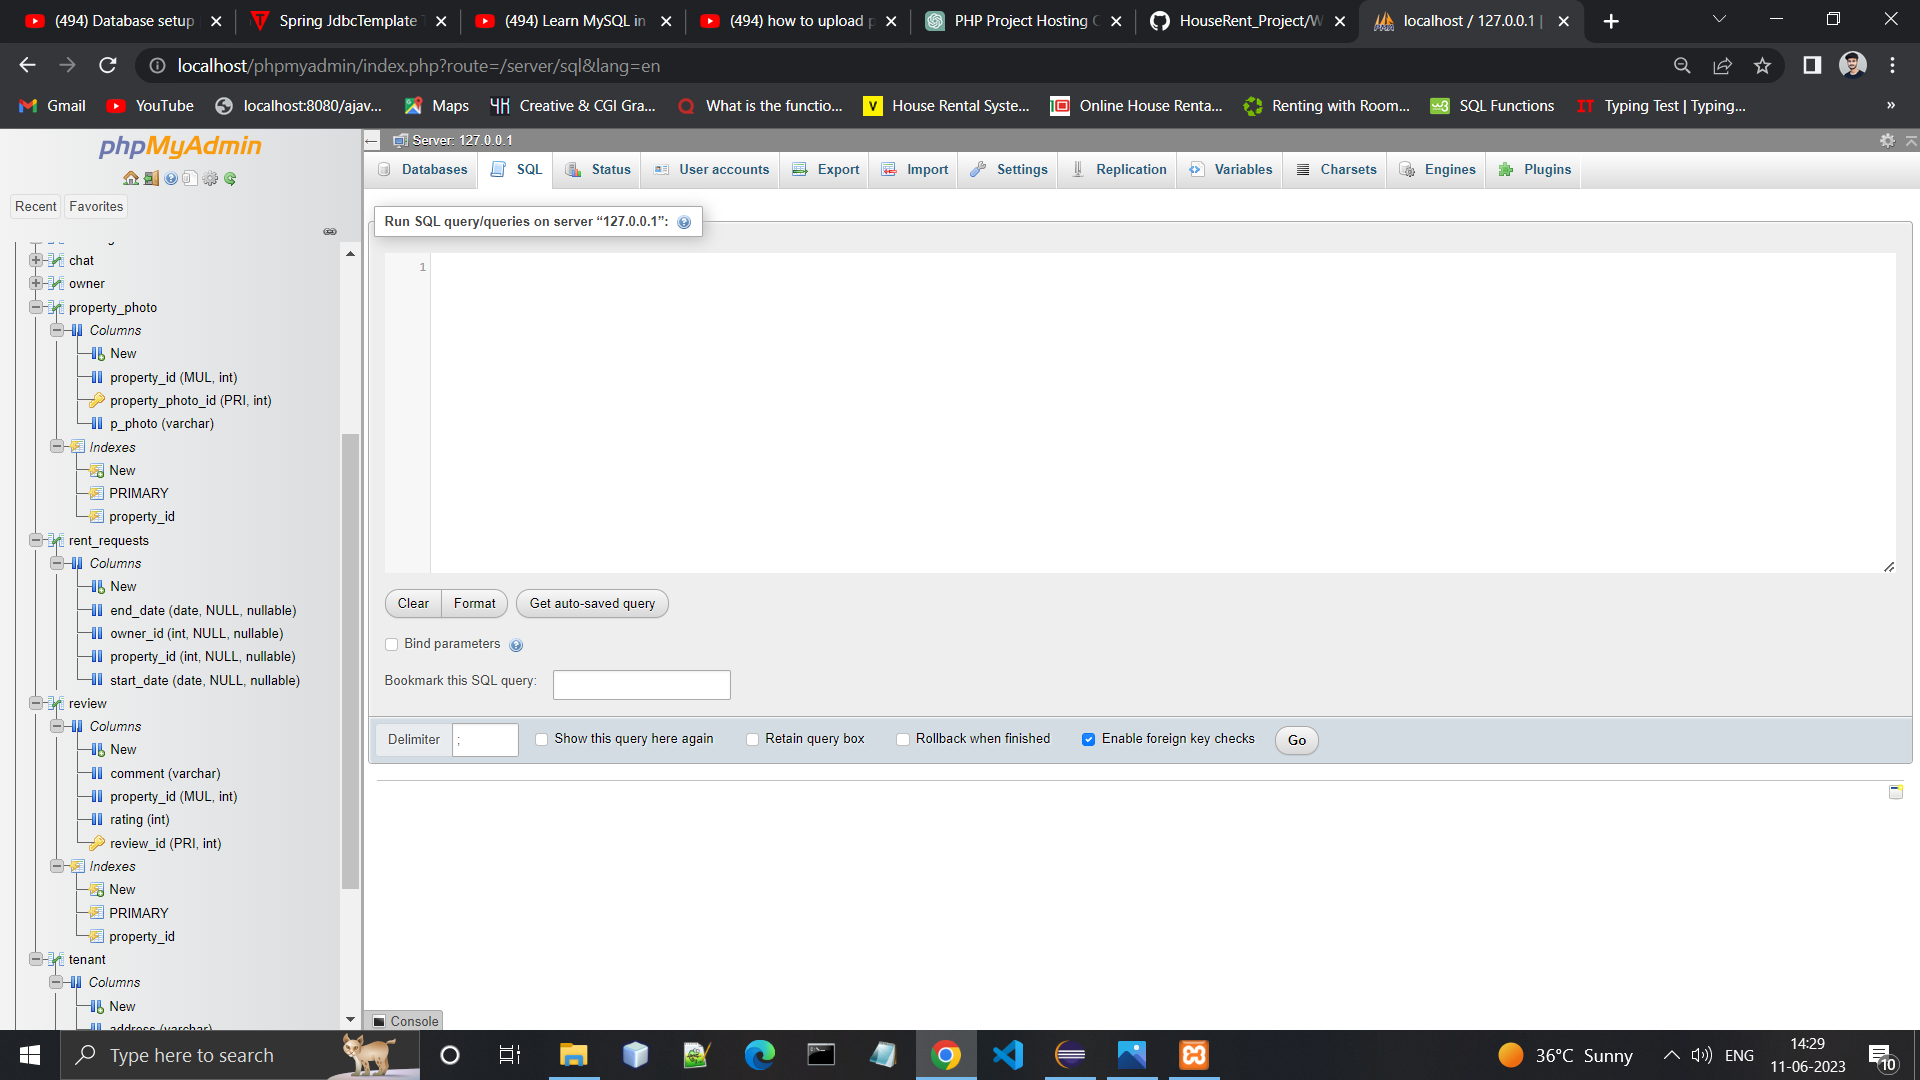 (494) Database setup
Spring JdbcTemplate T
(494) Learn MySQL in
(494) how to upload p
PHP Project Hosting C
HouseRent_Project/W
localhost / 127.0.0.1 |
localhost/phpmyadmin/index.php?route=/server/sql&lang=en
Gmail
YouTube
localhost:8080/ajav...
Maps
Creative & CGI Gra...
What is the functio...
House Rental Syste...
Online House Renta...
Renting with Room...
SQL Functions
Typing Test | Typing...
»
phpMyAdmin
Recent
Favorites
chat
owner
property_photo
Columns
New
property_id (MUL, int)
property_photo_id (PRI, int)
p_photo (varchar)
Indexes
New
PRIMARY
property_id
rent_requests
Columns
New
end_date (date, NULL, nullable)
owner_id (int, NULL, nullable)
property_id (int, NULL, nullable)
start_date (date, NULL, nullable)
review
Columns
New
comment (varchar)
property_id (MUL, int)
rating (int)
review_id (PRI, int)
Indexes
New
PRIMARY
property_id
tenant
Columns
New
address (varchar)
Server: 127.0.0.1
Databases
SQL
Status
User accounts
Export
Import
Settings
Replication
Variables
Charsets
Engines
Plugins
Run SQL query/queries on server “127.0.0.1”:
1
Clear
Format
Get auto-saved query
Bind parameters
Bookmark this SQL query:
Delimiter
;
Show this query here again
Retain query box
Rollback when finished
Enable foreign key checks
Go
Console
Type here to search
36°C Sunny
ENG
14:29
11-06-2023
10